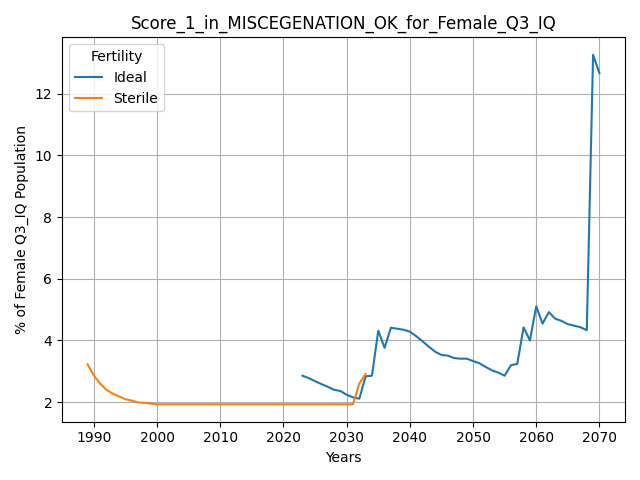 Score_1_in_MISCEGENATION_OK_for_Female_Q3_IQ
Fertility
Ideal
Sterile
% of Female Q3_IQ Population
12
10
8
6
4
2
1990 2000 2010 2020 2030 2040 2050 2060 2070
Years